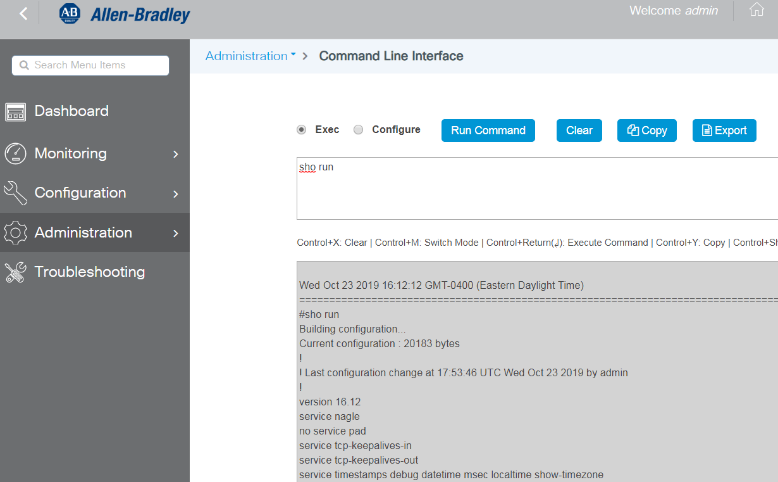 AB Allen-Bradley
Welcome admin
Search Menu Items
Dashboard
Monitoring
Configuration
Administration
Troubleshooting
Administration > Command Line Interface
Exec Configure Run Command Clear Copy Export
sho run
Control+X: Clear | Control+M: Switch Mode | Control+Return(↲): Execute Command | Control+Y: Copy | Control+Sh
Wed Oct 23 2019 16:12:12 GMT-0400 (Eastern Daylight Time)
================================================================================
#sho run
Building configuration...
Current configuration : 20183 bytes
!
! Last configuration change at 17:53:46 UTC Wed Oct 23 2019 by admin
!
version 16.12
service nagle
no service pad
service tcp-keepalives-in
service tcp-keepalives-out
service timestamps debug datetime msec localtime show-timezone